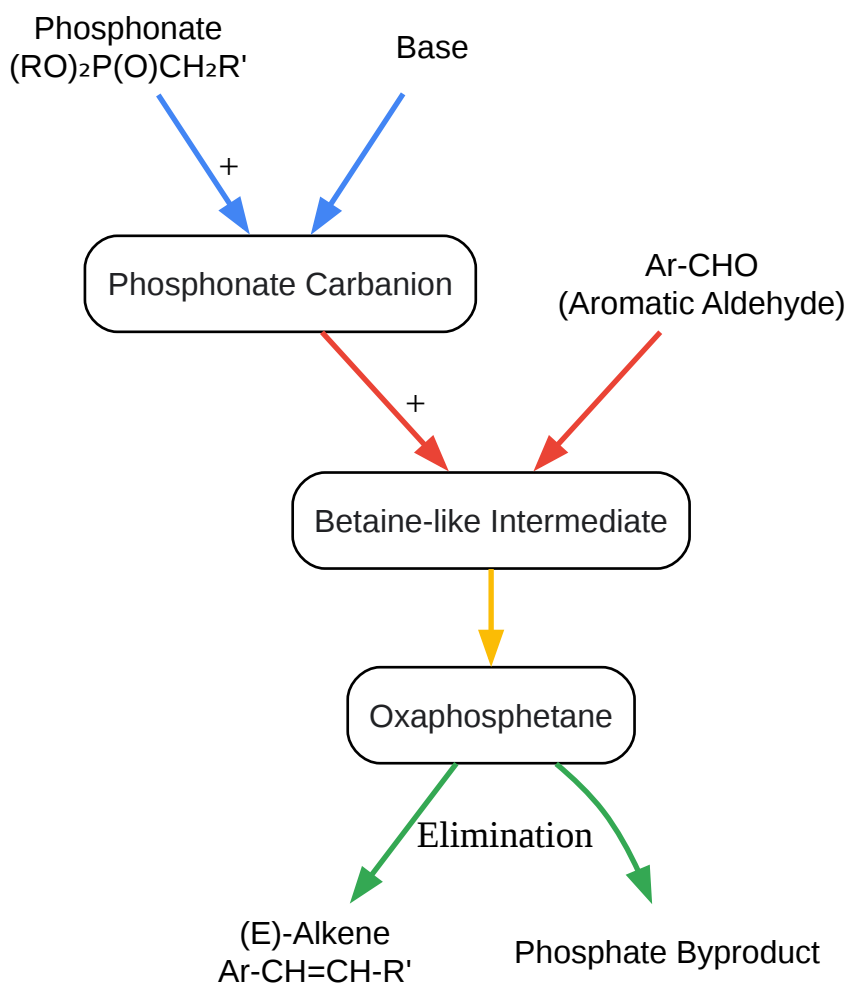 Phosphonate
(RO)₂P(O)CH₂R'
Base
+
Phosphonate Carbanion
Ar-CHO
(Aromatic Aldehyde)
+
Betaine-like Intermediate
Oxaphosphetane
Elimination
(E)-Alkene
Ar-CH=CH-R'
Phosphate Byproduct